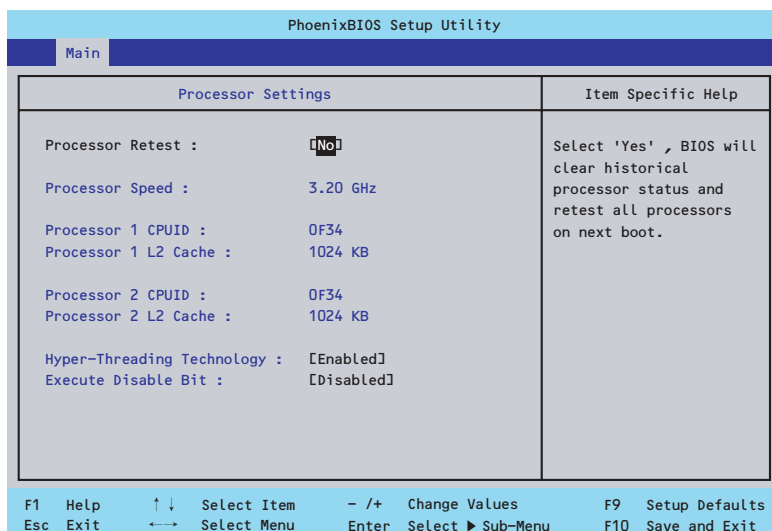 PhoenixBIOS Setup Utility
Main
Processor Settings
Item Specific Help
Processor Retest : [No]
Processor Speed : 3.20 GHz
Processor 1 CPUID : 0F34
Processor 1 L2 Cache : 1024 KB
Processor 2 CPUID : 0F34
Processor 2 L2 Cache : 1024 KB
Hyper-Threading Technology : [Enabled]
Execute Disable Bit : [Disabled]
Select 'Yes' , BIOS will
clear historical
processor status and
retest all processors
on next boot.
F1 Help ↑↓ Select Item - /+ Change Values F9 Setup Defaults
Esc Exit ←→ Select Menu Enter Select ▶ Sub-Menu F10 Save and Exit